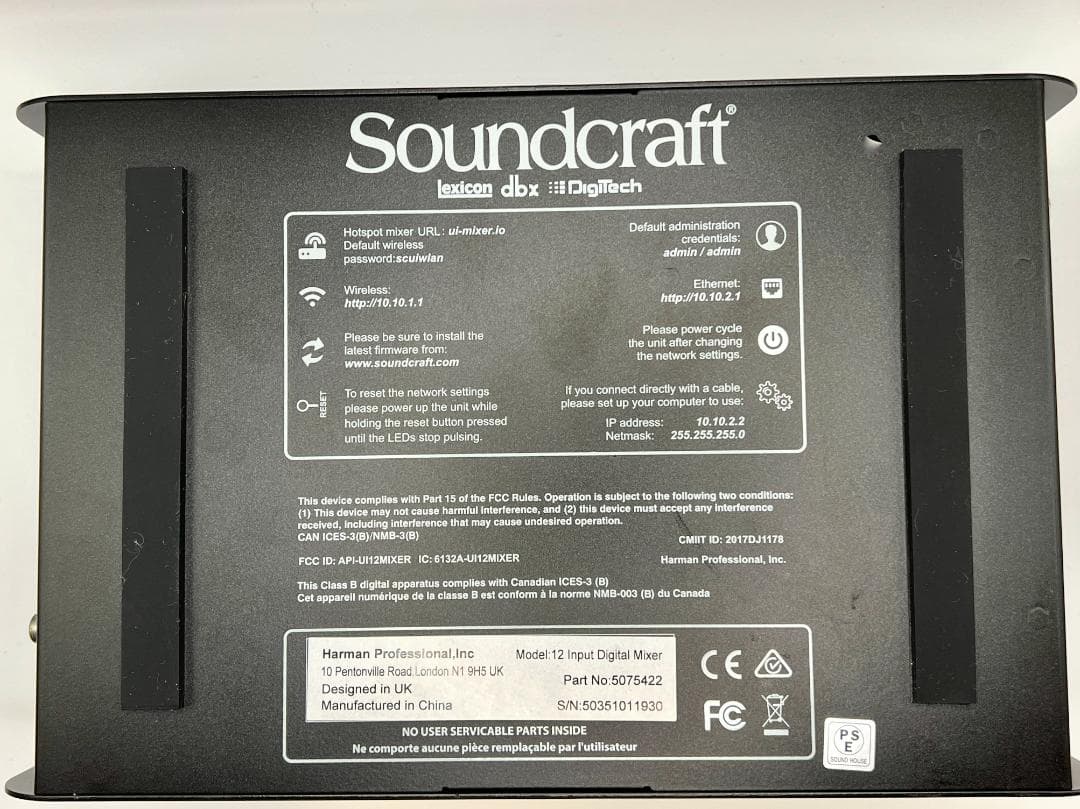 Soundcraft®
lexicon dbx DigiTech
Hotspot mixer URL: ui-mixer.io
Default wireless
password:scuiwlan
Wireless:
http://10.10.1.1
Please be sure to install the
latest firmware from:
www.soundcraft.com
RESET
To reset the network settings
please power up the unit while
holding the reset button pressed
until the LEDs stop pulsing.
Default administration
credentials:
admin / admin
Ethernet:
http://10.10.2.1
Please power cycle
the unit after changing
the network settings.
If you connect directly with a cable,
please set up your computer to use:
IP address: 10.10.2.2
Netmask: 255.255.255.0
This device complies with Part 15 of the FCC Rules. Operation is subject to the following two conditions:
(1) This device may not cause harmful interference, and (2) this device must accept any interference
received, including interference that may cause undesired operation.
CAN ICES-3(B)/NMB-3(B)
CMIIT ID: 2017DJ1178
FCC ID: API-UI12MIXER IC: 6132A-UI12MIXER
Harman Professional, Inc.
This Class B digital apparatus complies with Canadian ICES-3 (B)
Cet appareil numérique de la classe B est conform à la norme NMB-003 (B) du Canada
Harman Professional,Inc
10 Pentonville Road.London N1 9H5 UK
Designed in UK
Manufactured in China
Model:12 Input Digital Mixer
Part No:5075422
S/N:50351011930
NO USER SERVICABLE PARTS INSIDE
Ne comporte aucune pièce remplaçable par l'utilisateur
CE
FC
PS
E
SOUND HOUSE